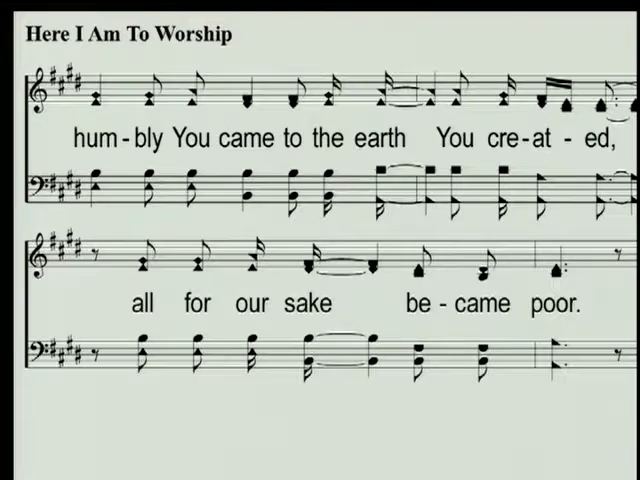 Here I Am To Worship
hum - bly You came to the earth You cre - at - ed,
all for our sake be - came poor.